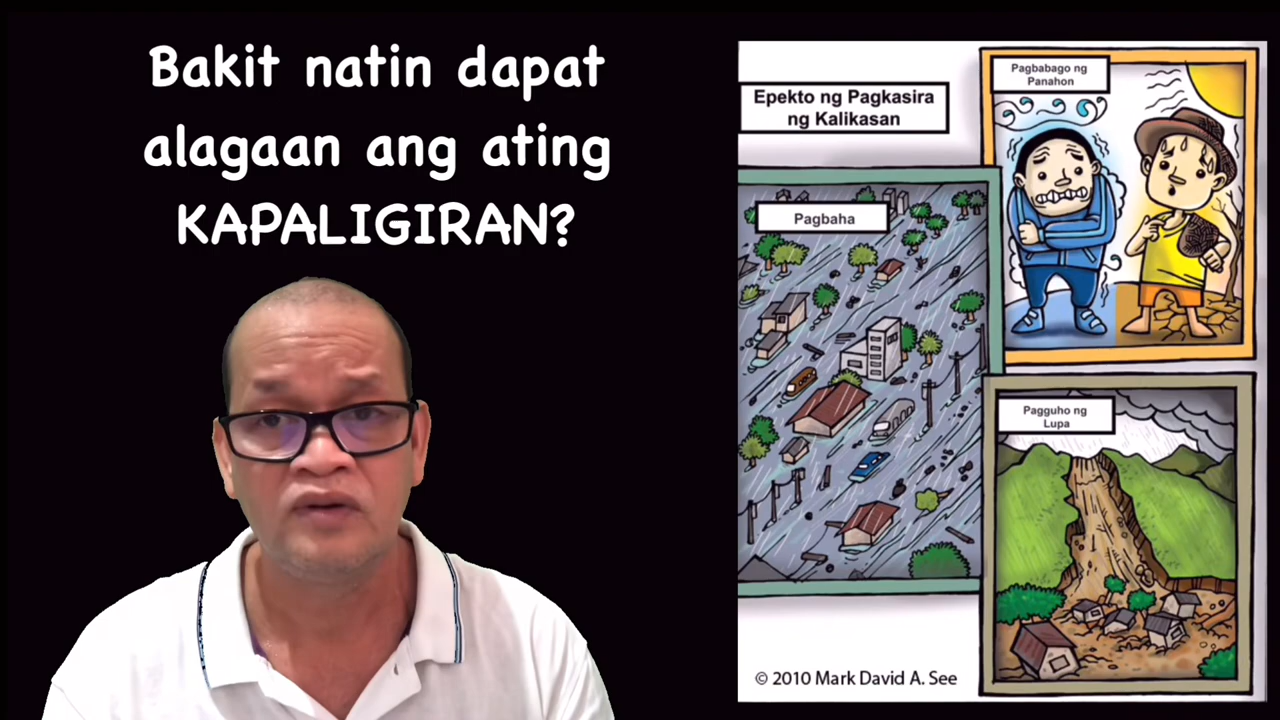 Bakit natin dapat
alagaan ang ating
KAPALIGIRAN?
Epekto ng Pagkasira
ng Kalikasan
Pagbabago ng
Panahon
Pagbaha
Pagguho ng
Lupa
© 2010 Mark David A. See